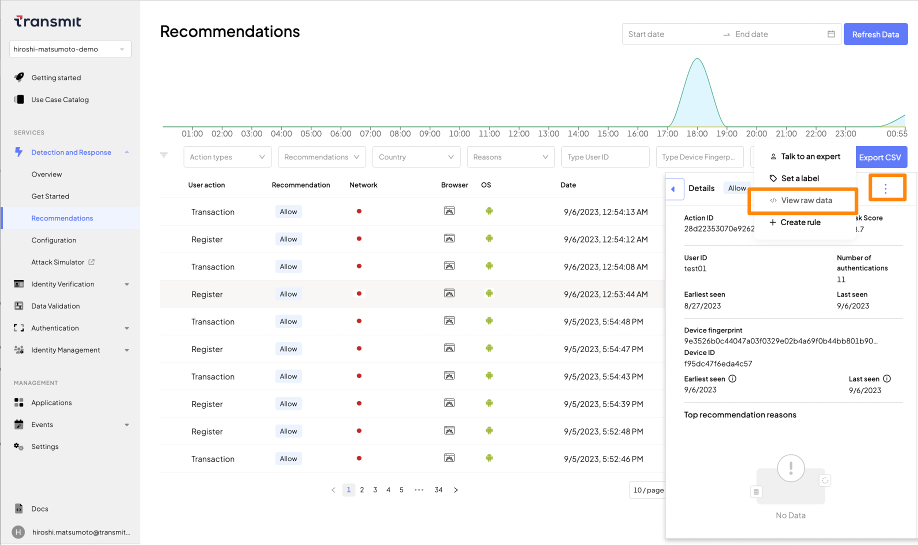 Transmit
hiroshi-matsumoto-demo
Getting started
Use Case Catalog
SERVICES
Detection and Response
Overview
Get Started
Recommendations
Configuration
Attack Simulator
Identity Verification
Data Validation
Authentication
Identity Management
MANAGEMENT
Applications
Events
Settings
Docs
H hiroshi.matsumoto@transmit...
Recommendations
Start date → End date
Refresh Data
01:00 02:00 03:00 04:00 05:00 06:00 07:00 08:00 09:00 10:00 11:00 12:00 13:00 14:00 15:00 16:00 17:00 18:00 19:00 20:00 21:00 22:00 23:00 00:55
Action types Recommendations Country Reasons Type User ID Type Device Fingerp...
Export CSV
User action Recommendation Network Browser OS Date
Transaction Allow 9/6/2023, 12:54:13 AM
Register Allow 9/6/2023, 12:54:12 AM
Transaction Allow 9/6/2023, 12:54:08 AM
Register Allow 9/6/2023, 12:53:44 AM
Transaction Allow 9/5/2023, 5:54:48 PM
Register Allow 9/5/2023, 5:54:47 PM
Transaction Allow 9/5/2023, 5:54:43 PM
Register Allow 9/5/2023, 5:54:39 PM
Register Allow 9/5/2023, 5:52:48 PM
Transaction Allow 9/5/2023, 5:52:46 PM
< 1 2 3 4 5 ••• 34 >
10 / page
Talk to an expert
Set a label
View raw data
Create rule
Details Allow
Action ID
28d22353070e9262
Score
.7
User ID
test01
Number of
authentications
11
Earliest seen Last seen
8/27/2023 9/6/2023
Device fingerprint
9e3526b0c44047a03f0329e02b4a69f0b44bb801b90...
Device ID
f95dc47f6eda4c57
Earliest seen Last seen
9/6/2023 9/6/2023
Top recommendation reasons
No Data